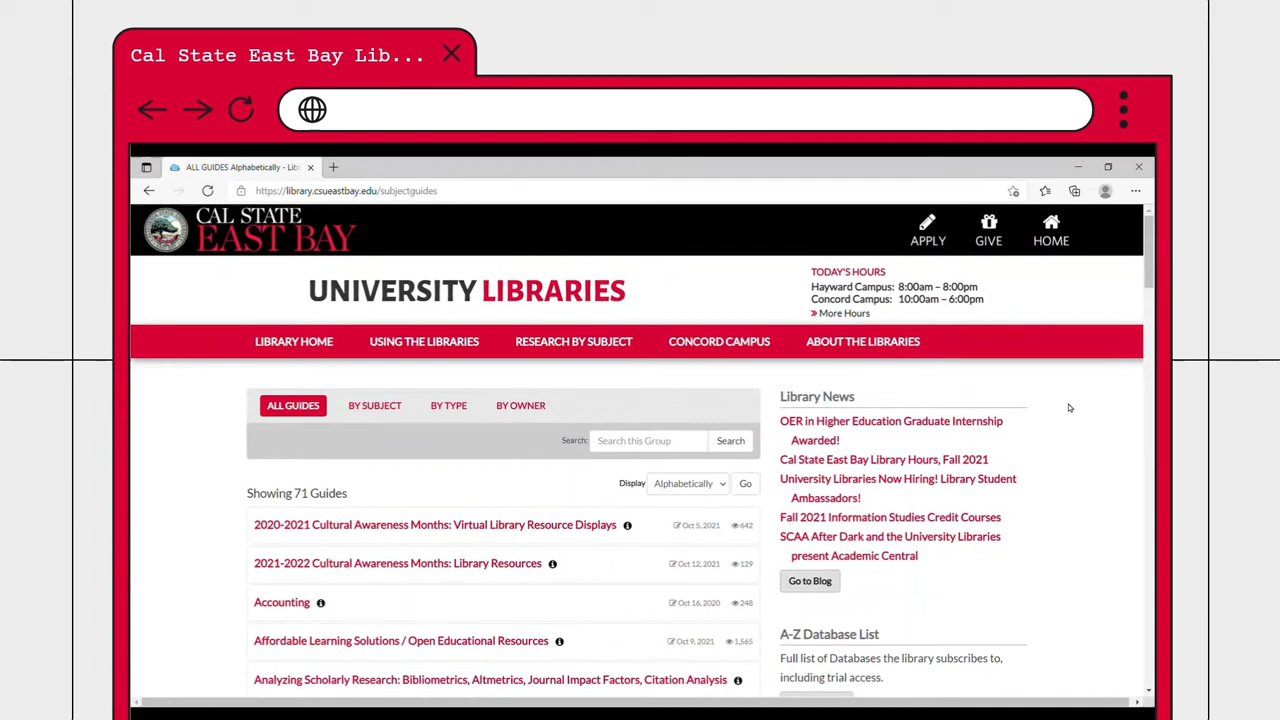 Cal State East Bay Lib...
ALL GUIDES Alphabetically - Lib
https://library.csueastbay.edu/subjectguides
CAL STATE
EAST BAY
APPLY
GIVE
HOME
UNIVERSITY LIBRARIES
TODAY'S HOURS
Hayward Campus: 8:00am – 8:00pm
Concord Campus: 10:00am – 6:00pm
» More Hours
LIBRARY HOME
USING THE LIBRARIES
RESEARCH BY SUBJECT
CONCORD CAMPUS
ABOUT THE LIBRARIES
ALL GUIDES
BY SUBJECT
BY TYPE
BY OWNER
Search:
Search this Group
Search
Display
Alphabetically
Go
Showing 71 Guides
2020-2021 Cultural Awareness Months: Virtual Library Resource Displays
Oct 5, 2021
642
2021-2022 Cultural Awareness Months: Library Resources
Oct 12, 2021
129
Accounting
Oct 16, 2020
248
Affordable Learning Solutions / Open Educational Resources
Oct 9, 2021
1,565
Analyzing Scholarly Research: Bibliometrics, Altmetrics, Journal Impact Factors, Citation Analysis
Library News
OER in Higher Education Graduate Internship
Awarded!
Cal State East Bay Library Hours, Fall 2021
University Libraries Now Hiring! Library Student
Ambassadors!
Fall 2021 Information Studies Credit Courses
SCAA After Dark and the University Libraries
present Academic Central
Go to Blog
A-Z Database List
Full list of Databases the library subscribes to,
including trial access.